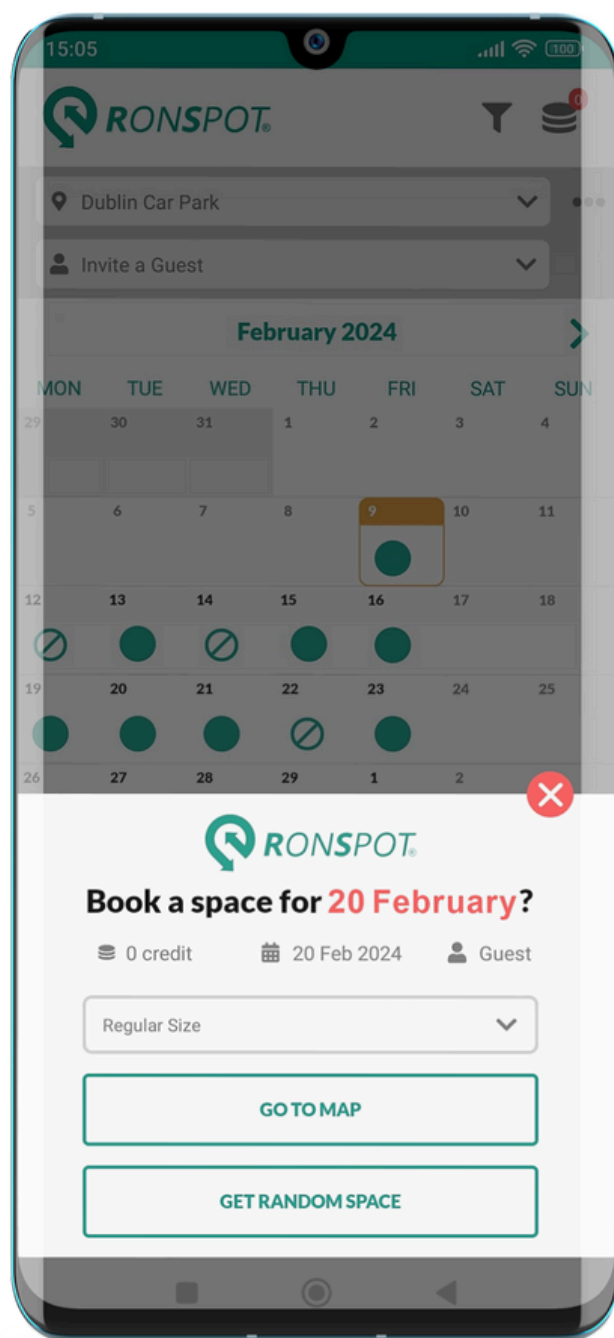 15:05
100
RONSPOT®
0
Dublin Car Park
Invite a Guest
February 2024
MON TUE WED THU FRI SAT SUN
29 30 31 1 2 3 4
5 6 7 8 9 10 11
12 13 14 15 16 17 18
19 20 21 22 23 24 25
26 27 28 29 1 2
RONSPOT®
Book a space for 20 February?
0 credit 20 Feb 2024 Guest
Regular Size
GO TO MAP
GET RANDOM SPACE